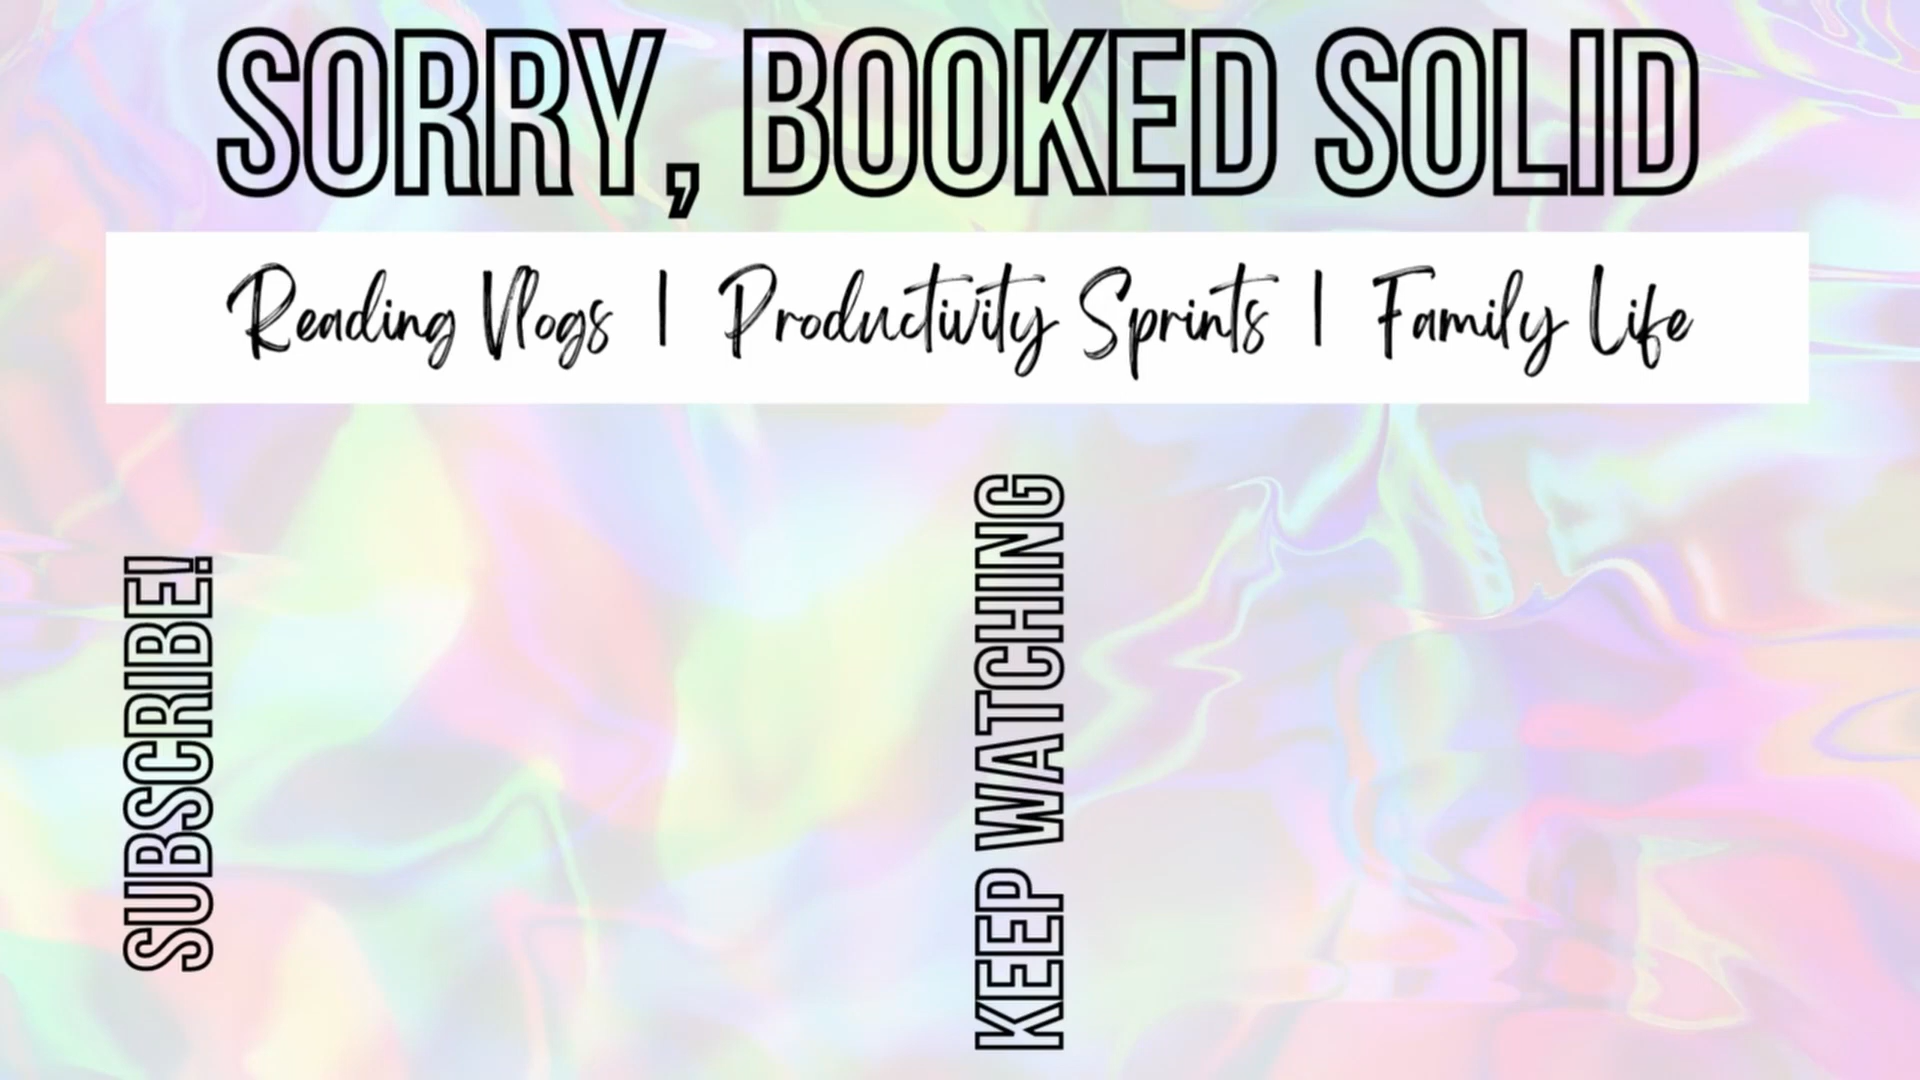 SORRY, BOOKED SOLID
Reading Vlogs | Productivity Sprints | Family Life
SUBSCRIBE!
KEEP WATCHING